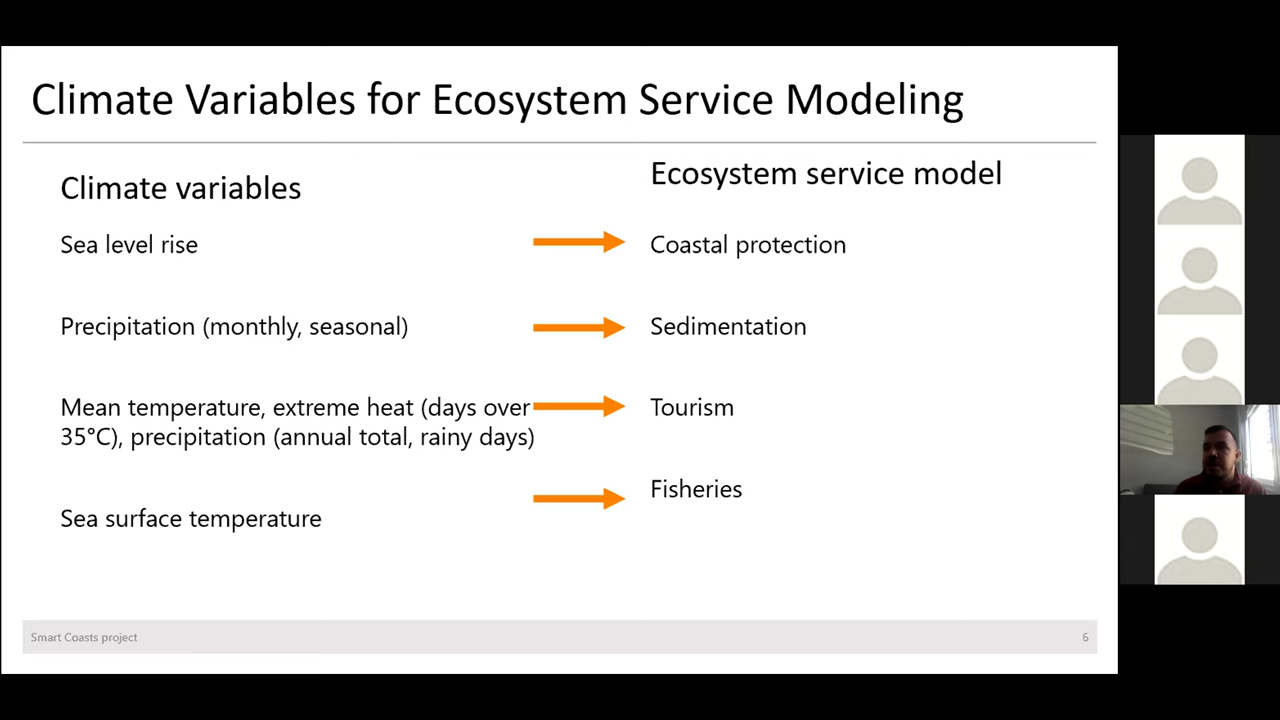 Climate Variables for Ecosystem Service Modeling
Climate variables
Ecosystem service model
Sea level rise
Coastal protection
Precipitation (monthly, seasonal)
Sedimentation
Mean temperature, extreme heat (days over
35°C), precipitation (annual total, rainy days)
Tourism
Sea surface temperature
Fisheries
Smart Coasts project
6